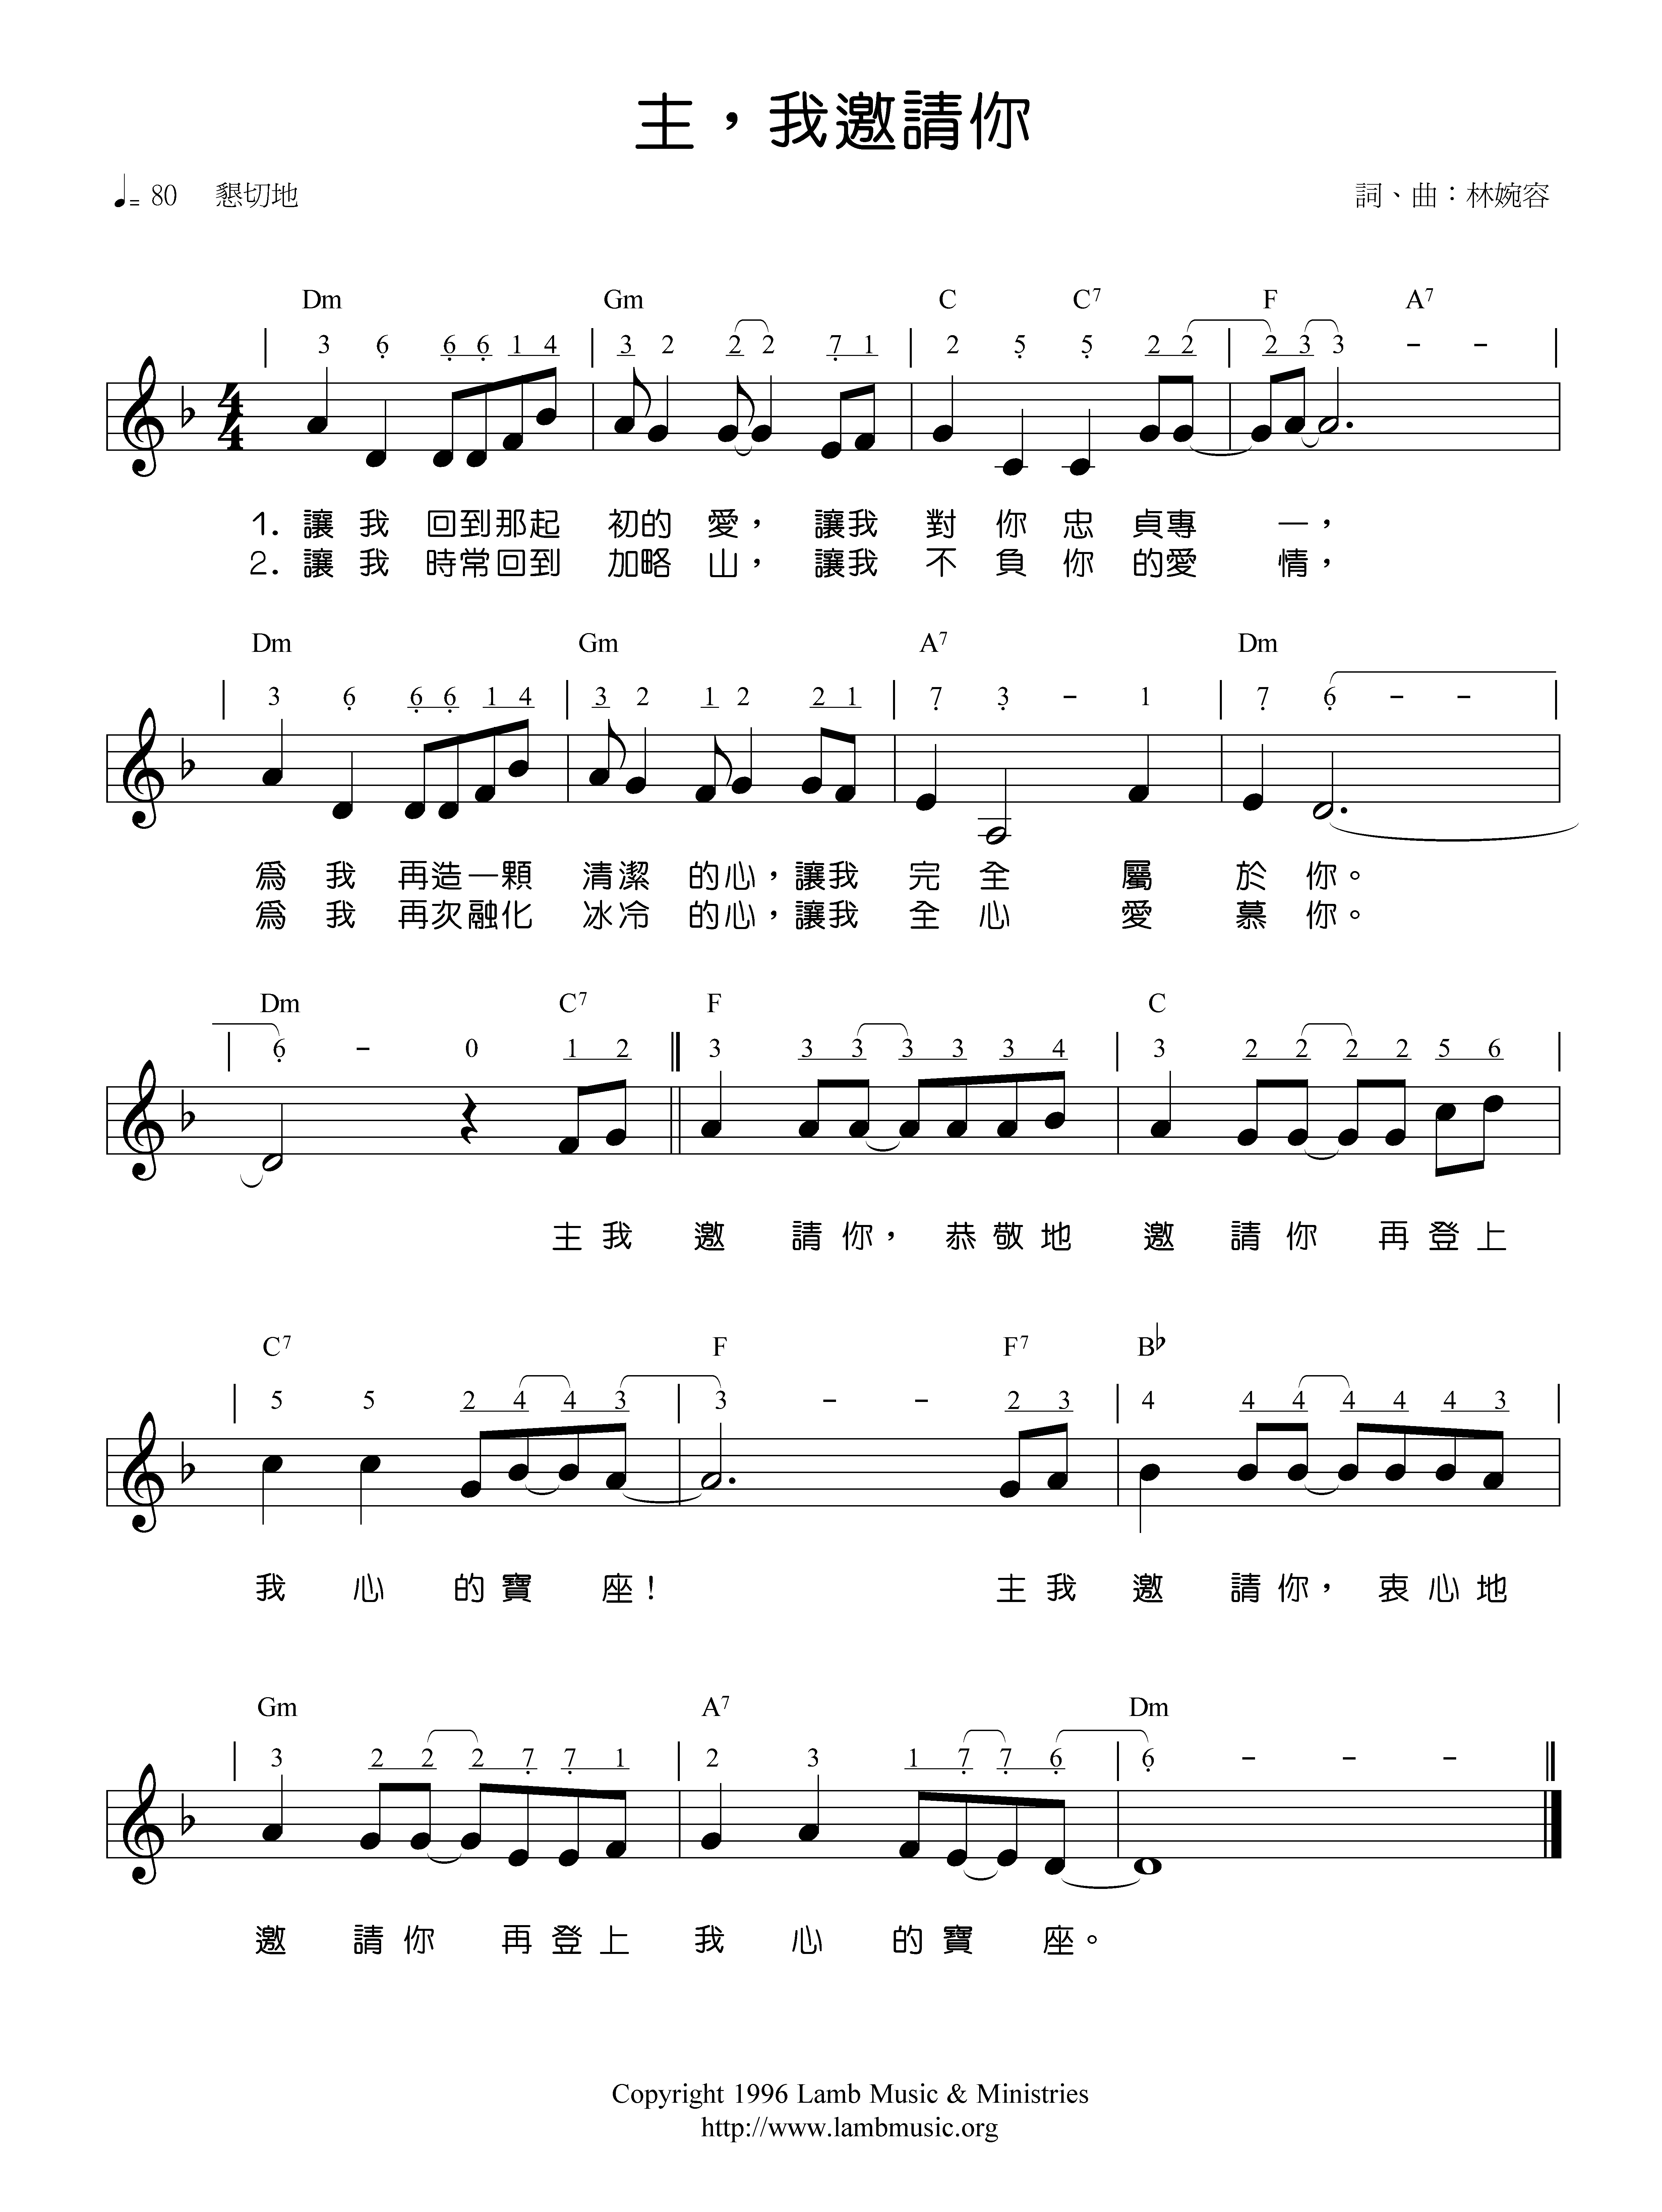 主，我邀請你
♩= 80 懇切地
詞、曲：林婉容
Dm Gm C C7 F A7
3 6 6 6 1 4 3 2 2 2 7 1 2 5 5 2 2 2 3 3 - -
4 4
1. 讓 我 回到那起 初的 愛， 讓我 對 你 忠 貞專 一，
2. 讓 我 時常回到 加略 山， 讓我 不 負 你 的愛 情，
Dm Gm A7 Dm
3 6 6 6 1 4 3 2 1 2 2 1 7 3 - 1 7 6 - -
為 我 再造一顆 清潔 的心，讓我 完 全 屬 於 你。
為 我 再次融化 冰冷 的心，讓我 全 心 愛 慕 你。
Dm C7 F C
6 - 0 1 2 3 3 3 3 3 3 4 3 2 2 2 2 5 6
主 我 邀 請 你， 恭 敬 地 邀 請 你 再 登 上
C7 F F7 B♭
5 5 2 4 4 3 3 - - 2 3 4 4 4 4 4 4 3
我 心 的 寶 座！ 主 我 邀 請 你， 衷 心 地
Gm A7 Dm
3 2 2 2 7 7 1 2 3 1 7 7 6 6 - - -
邀 請 你 再 登 上 我 心 的 寶 座。
Copyright 1996 Lamb Music & Ministries
http://www.lambmusic.org